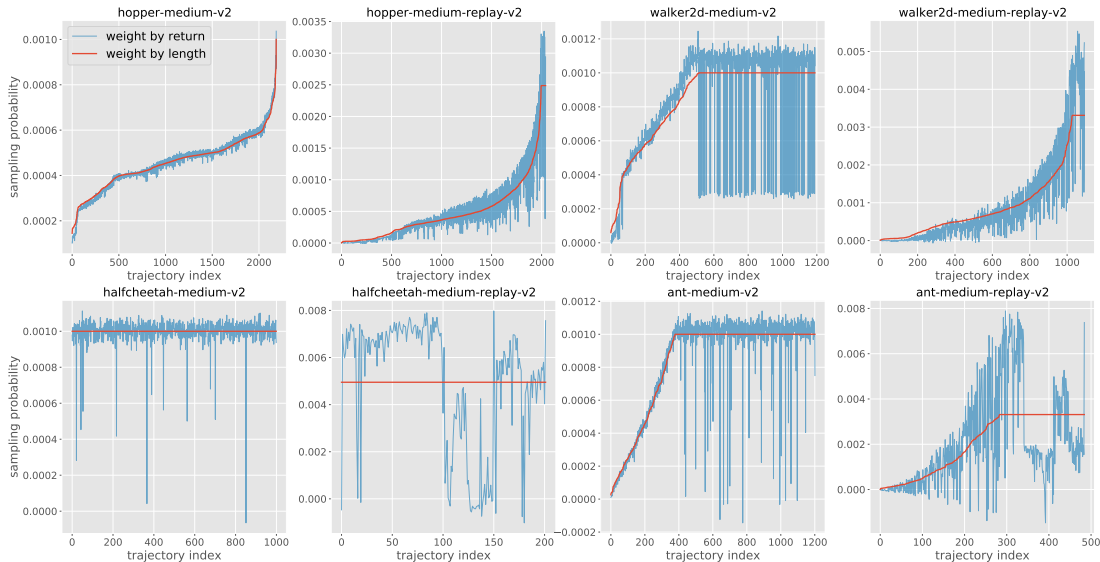 hopper-medium-v2
weight by return
weight by length
sampling probability
0.0010
0.0008
0.0006
0.0004
0.0002
0 500 1000 1500 2000
trajectory index
hopper-medium-replay-v2
0.0035
0.0030
0.0025
0.0020
0.0015
0.0010
0.0005
0.0000
0 500 1000 1500 2000
trajectory index
walker2d-medium-v2
0.0012
0.0010
0.0008
0.0006
0.0004
0.0002
0.0000
0 200 400 600 800 1000 1200
trajectory index
walker2d-medium-replay-v2
0.005
0.004
0.003
0.002
0.001
0.000
0 200 400 600 800 1000
trajectory index
halfcheetah-medium-v2
sampling probability
0.0010
0.0008
0.0006
0.0004
0.0002
0.0000
0 200 400 600 800 1000
trajectory index
halfcheetah-medium-replay-v2
0.008
0.006
0.004
0.002
0.000
0 50 100 150 200
trajectory index
ant-medium-v2
0.0012
0.0010
0.0008
0.0006
0.0004
0.0002
0.0000
−0.0002
0 200 400 600 800 1000 1200
trajectory index
ant-medium-replay-v2
0.008
0.006
0.004
0.002
0.000
0 100 200 300 400 500
trajectory index